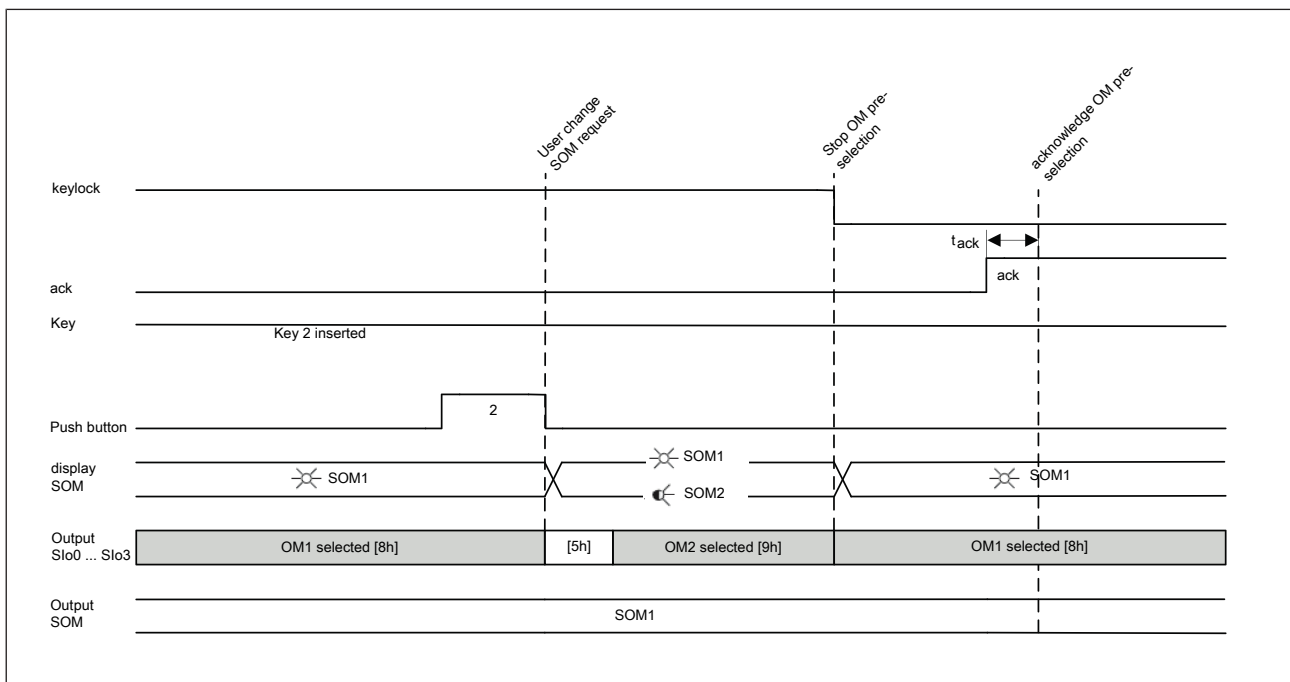 User change
SOM request
Stop OM pre-
selection
acknowledge OM pre-
selection
keylock
tack
ack
ack
Key
Key 2 inserted
2
Push button
display
SOM
SOM1
SOM1
SOM2
SOM1
Output
SIo0 ... SIo3
OM1 selected [8h]
[5h]
OM2 selected [9h]
OM1 selected [8h]
Output
SOM
SOM1